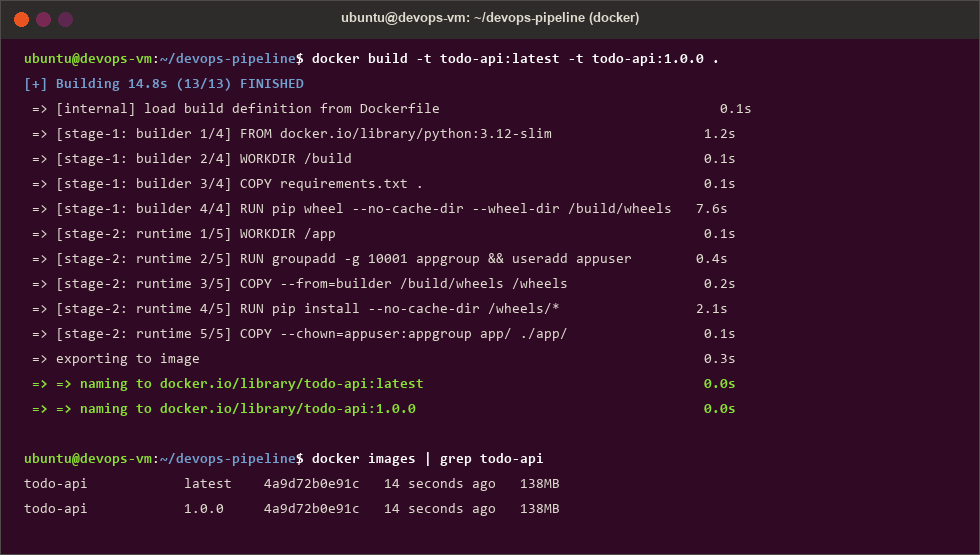 ubuntu@devops-vm: ~/devops-pipeline (docker)
ubuntu@devops-vm:~/devops-pipeline$ docker build -t todo-api:latest -t todo-api:1.0.0 .
[+] Building 14.8s (13/13) FINISHED
=> [internal] load build definition from Dockerfile 0.1s
=> [stage-1: builder 1/4] FROM docker.io/library/python:3.12-slim 1.2s
=> [stage-1: builder 2/4] WORKDIR /build 0.1s
=> [stage-1: builder 3/4] COPY requirements.txt . 0.1s
=> [stage-1: builder 4/4] RUN pip wheel --no-cache-dir --wheel-dir /build/wheels 7.6s
=> [stage-2: runtime 1/5] WORKDIR /app 0.1s
=> [stage-2: runtime 2/5] RUN groupadd -g 10001 appgroup && useradd appuser 0.4s
=> [stage-2: runtime 3/5] COPY --from=builder /build/wheels /wheels 0.2s
=> [stage-2: runtime 4/5] RUN pip install --no-cache-dir /wheels/* 2.1s
=> [stage-2: runtime 5/5] COPY --chown=appuser:appgroup app/ ./app/ 0.1s
=> exporting to image 0.3s
=> => naming to docker.io/library/todo-api:latest 0.0s
=> => naming to docker.io/library/todo-api:1.0.0 0.0s
ubuntu@devops-vm:~/devops-pipeline$ docker images | grep todo-api
todo-api latest 4a9d72b0e91c 14 seconds ago 138MB
todo-api 1.0.0 4a9d72b0e91c 14 seconds ago 138MB